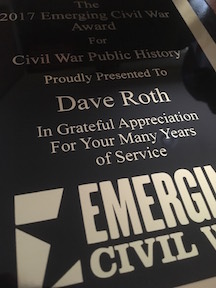 The
2017 Emerging Civil War
Award
For
Civil War Public History
Proudly Presented To
Dave Roth
In Grateful Appreciation
For Your Many Years
of Service
EMERGIN
CIVIL W